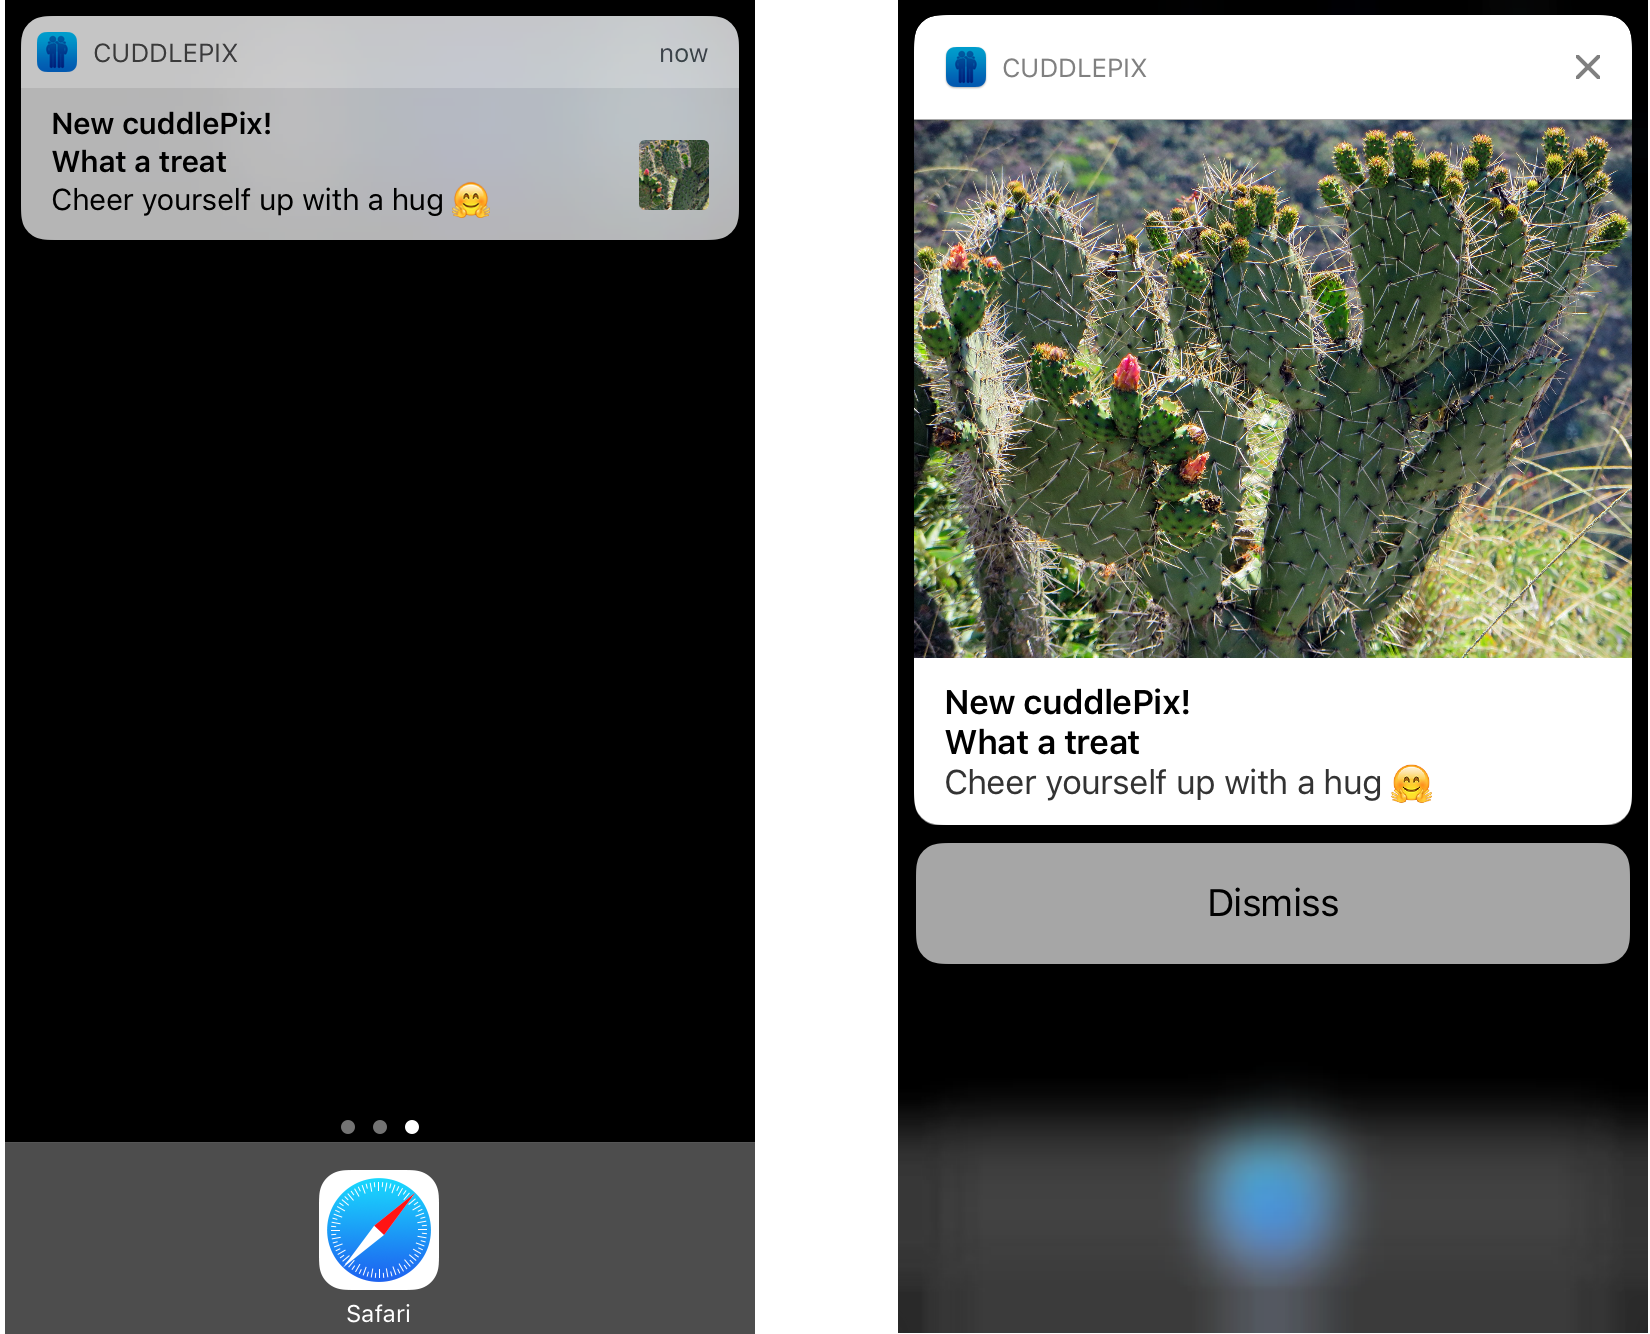 CUDDLEPIX
now
New cuddlePix!
What a treat
Cheer yourself up with a hug 🤗
Safari
CUDDLEPIX
New cuddlePix!
What a treat
Cheer yourself up with a hug 🤗
Dismiss